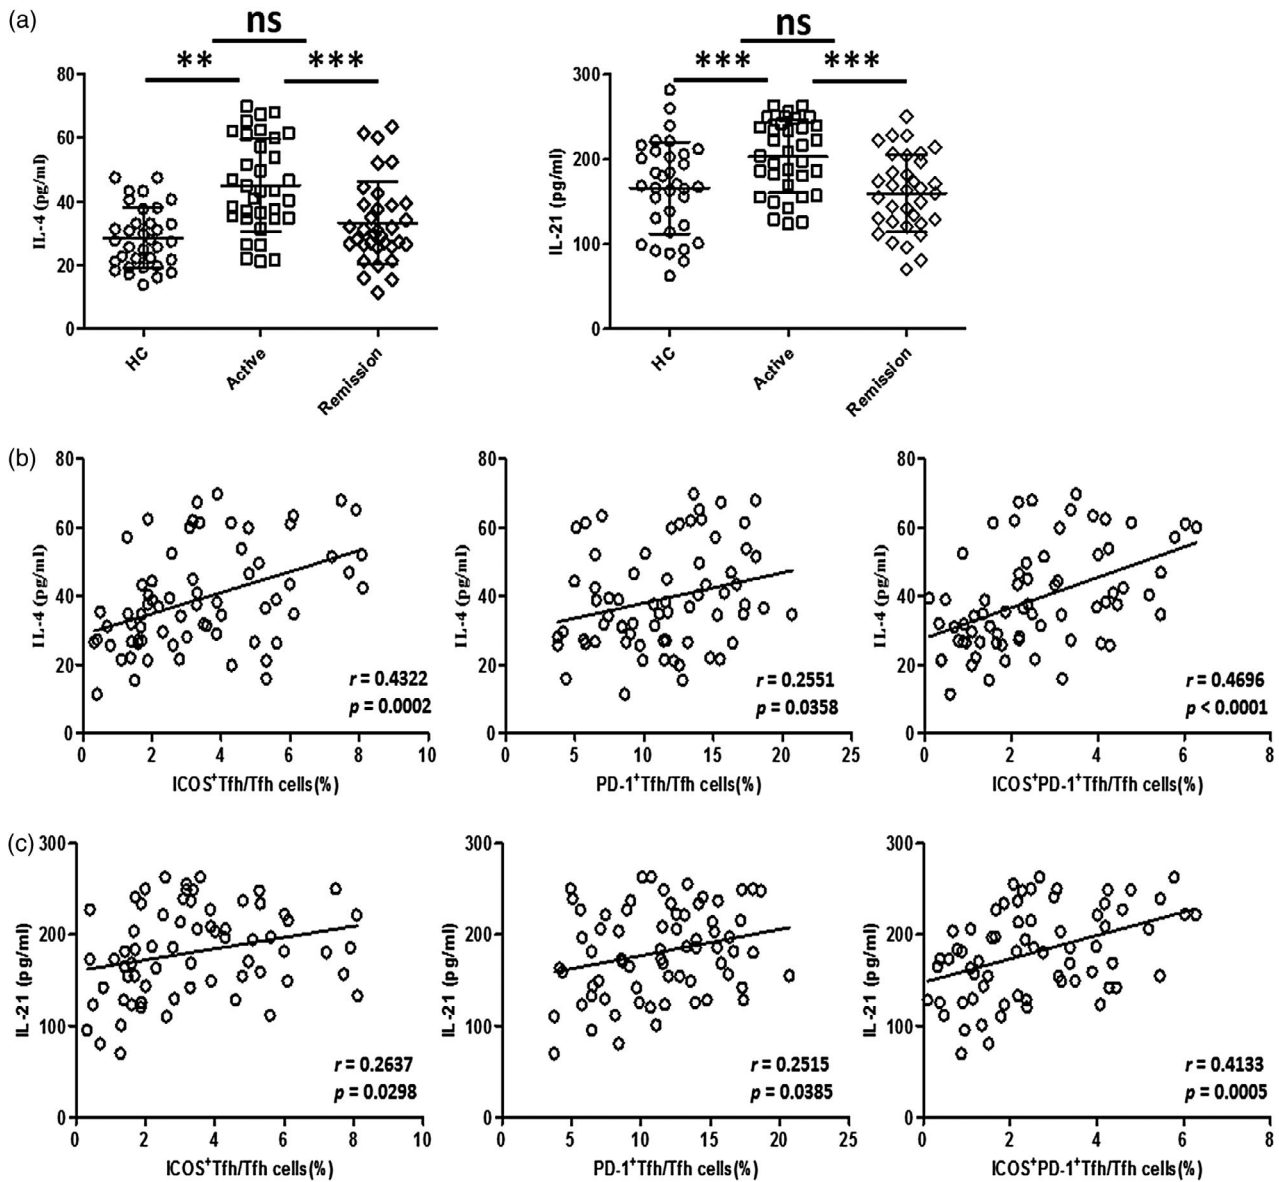 (a)
ns
** ***
80
60
40
20
0
IL-4 (pg/ml)
HC
Active
Remission
ns
*** ***
300
200
100
0
IL-21 (pg/ml)
HC
Active
Remission
(b)
80
60
40
20
0
IL-4 (pg/ml)
r = 0.4322
p = 0.0002
0 2 4 6 8 10
ICOS⁺Tfh/Tfh cells(%)
80
60
40
20
0
IL-4 (pg/ml)
r = 0.2551
p = 0.0358
0 5 10 15 20 25
PD-1⁺Tfh/Tfh cells(%)
80
60
40
20
0
IL-4 (pg/ml)
r = 0.4696
p < 0.0001
0 2 4 6 8
ICOS⁺PD-1⁺Tfh/Tfh cells(%)
(c)
300
200
100
0
IL-21 (pg/ml)
r = 0.2637
p = 0.0298
0 2 4 6 8 10
ICOS⁺Tfh/Tfh cells(%)
300
200
100
0
IL-21 (pg/ml)
r = 0.2515
p = 0.0385
0 5 10 15 20 25
PD-1⁺Tfh/Tfh cells(%)
300
200
100
0
IL-21 (pg/ml)
r = 0.4133
p = 0.0005
0 2 4 6 8
ICOS⁺PD-1⁺Tfh/Tfh cells(%)